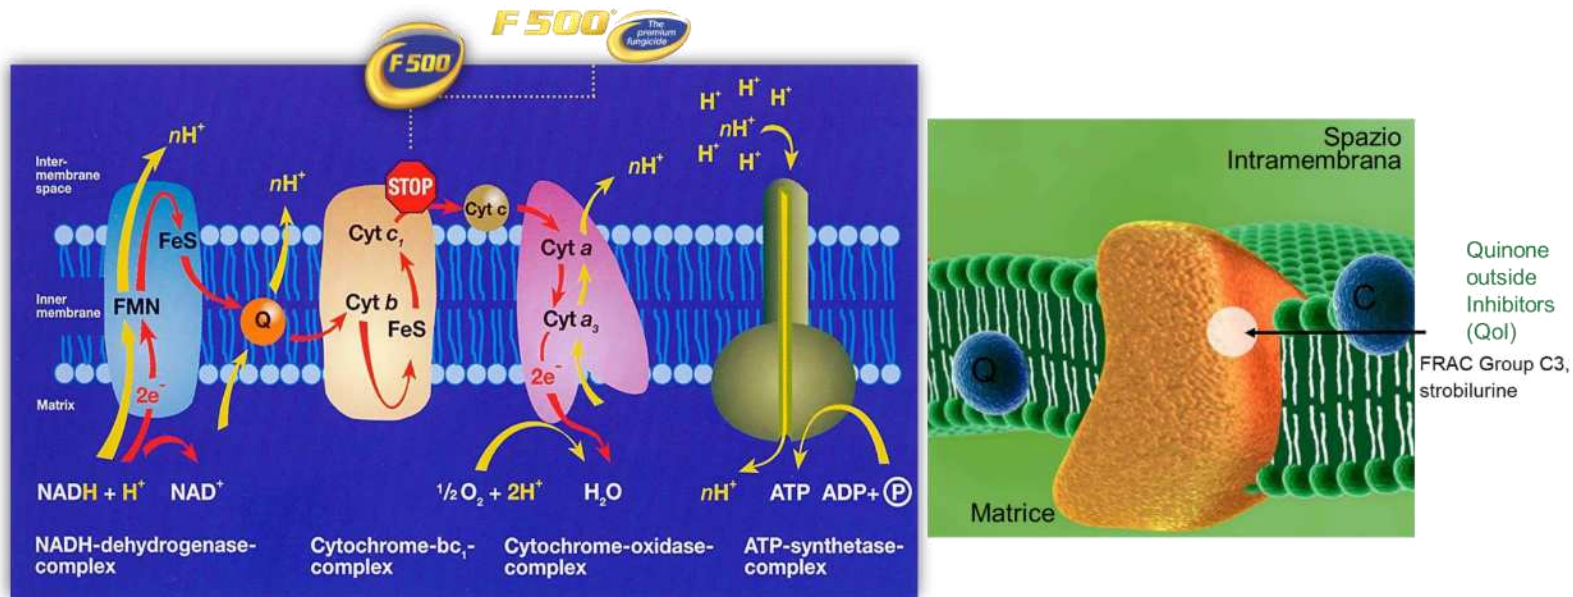 F 500®
The
premium
fungicide
F 500
nH⁺
H⁺ H⁺ H⁺
nH⁺
H⁺ H⁺
nH⁺
nH⁺
Inter-
membrane
space
STOP
Cyt c
FeS
Cyt c₁
Cyt a
Inner
membrane
FMN
Q
Cyt b
FeS
Cyt a₃
Matrix
2e⁻
2e⁻
NADH + H⁺
NAD⁺
½ O₂ + 2H⁺
H₂O
nH⁺
ATP
ADP+ P
NADH-dehydrogenase-
complex
Cytochrome-bc₁-
complex
Cytochrome-oxidase-
complex
ATP-synthetase-
complex
Spazio
Intramembrana
C
Q
Matrice
Quinone
outside
Inhibitors
(QoI)
FRAC Group C3,
strobilurine